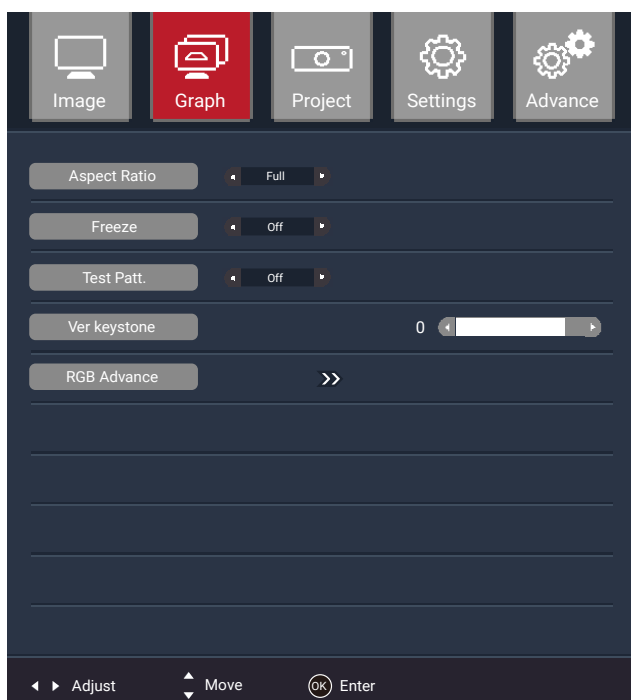 Image Graph Project Settings Advance
Aspect Ratio Full
Freeze Off
Test Patt. Off
Ver keystone 0
RGB Advance
Adjust Move OK Enter